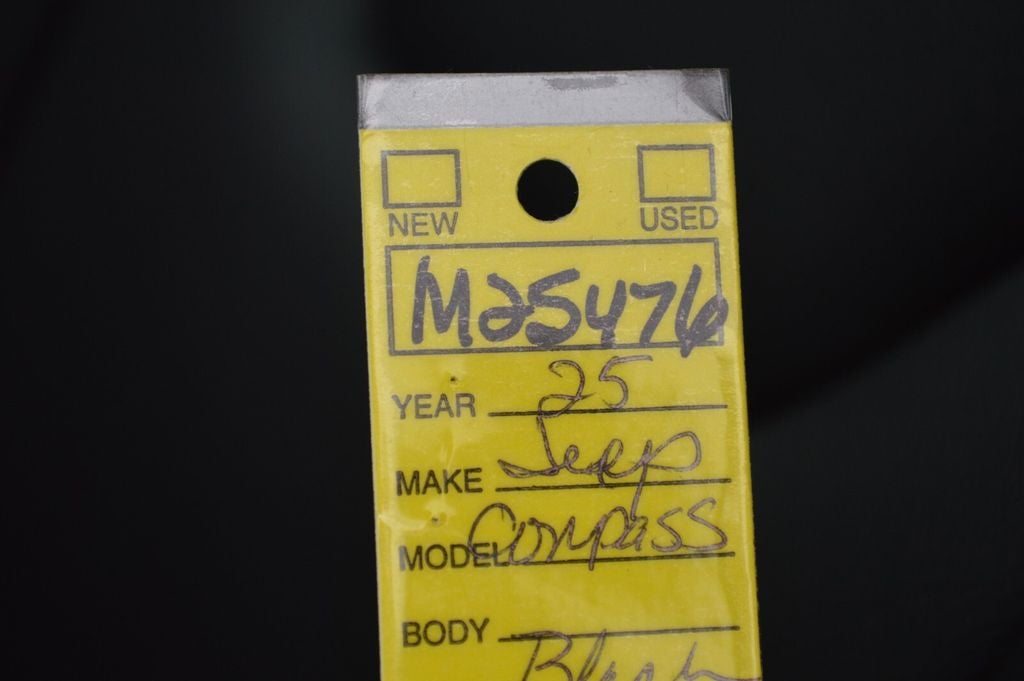 NEW USED
M25476
YEAR 25
MAKE Jeep
MODEL Compass
BODY